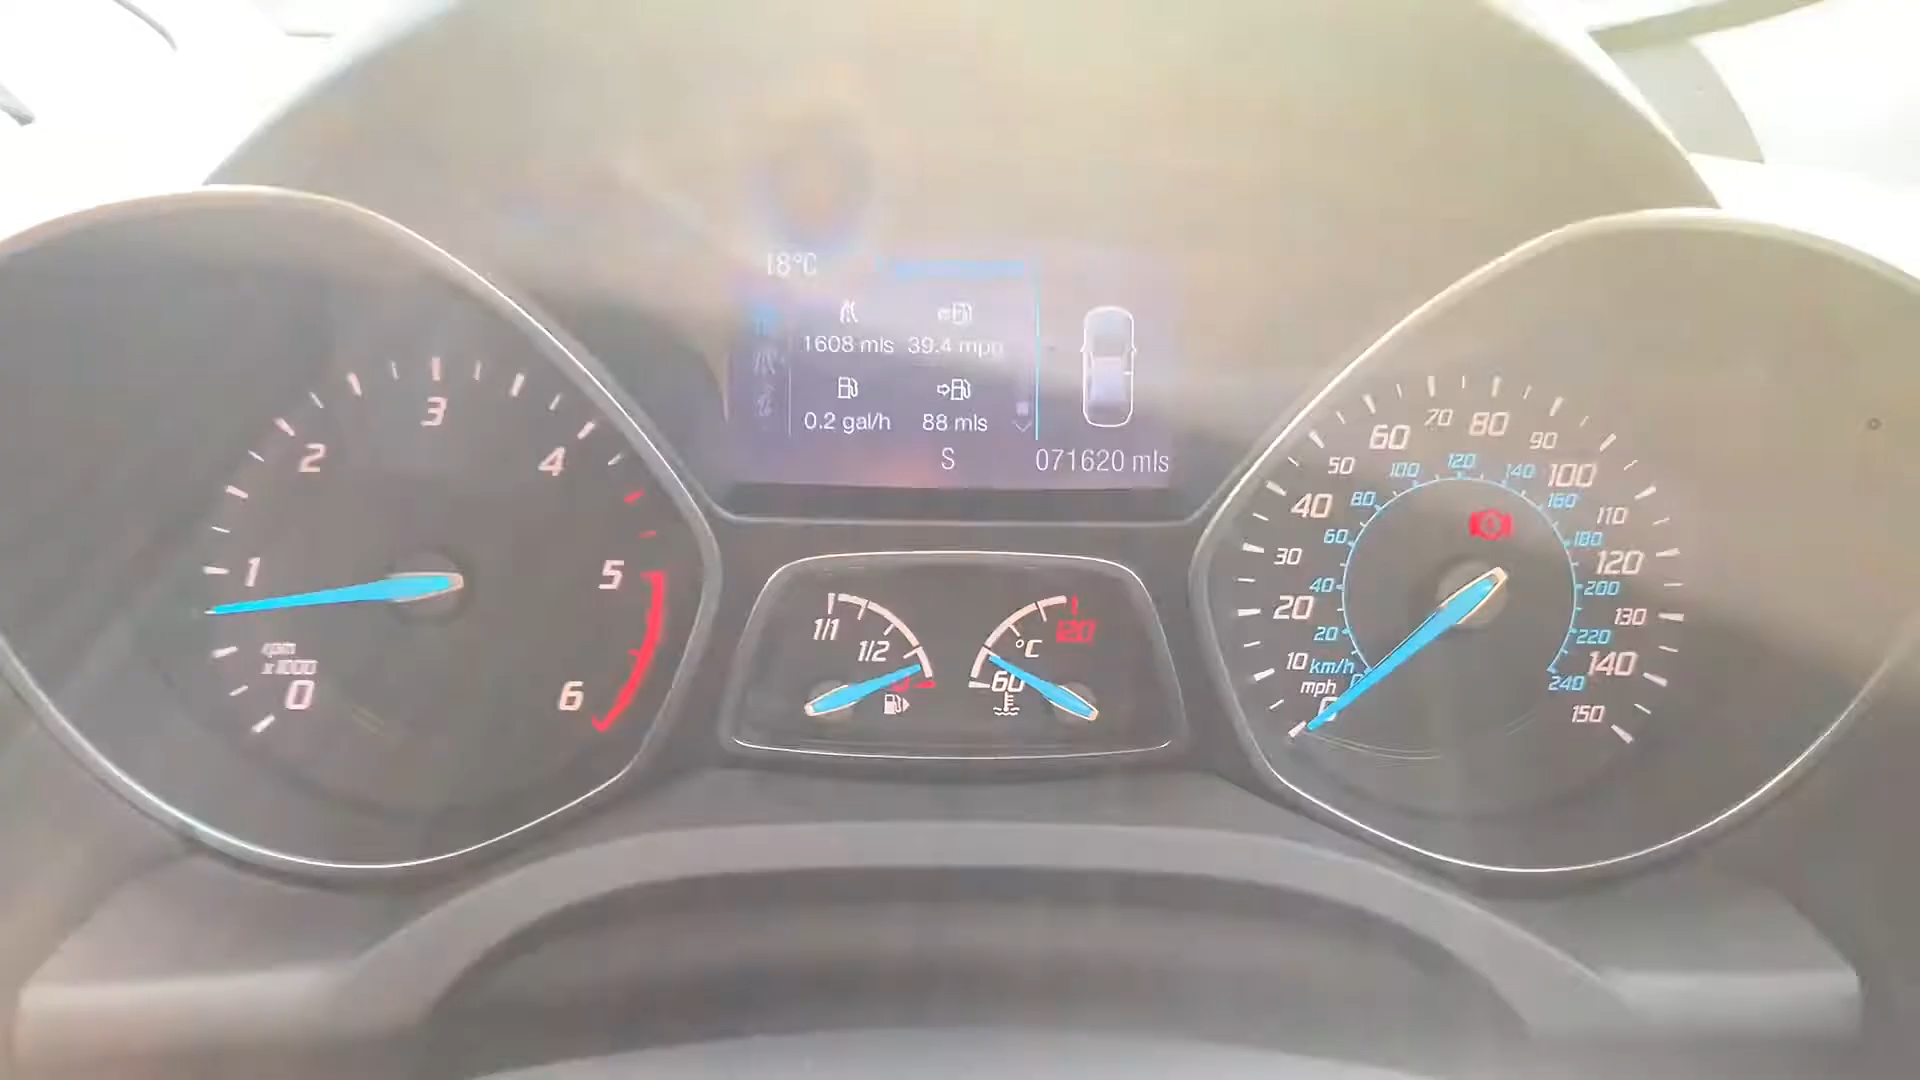 18°C
1608 mls 39.4 mpg
0.2 gal/h 88 mls
S 071620 mls
0 1 2 3 4 5 6
rpm
x1000
1/1 1/2 0
60 °C 120
0 10 20 30 40 50 60 70 80 90 100 110 120 130 140 150
mph
0 20 40 60 80 100 120 140 160 180 200 220 240
km/h